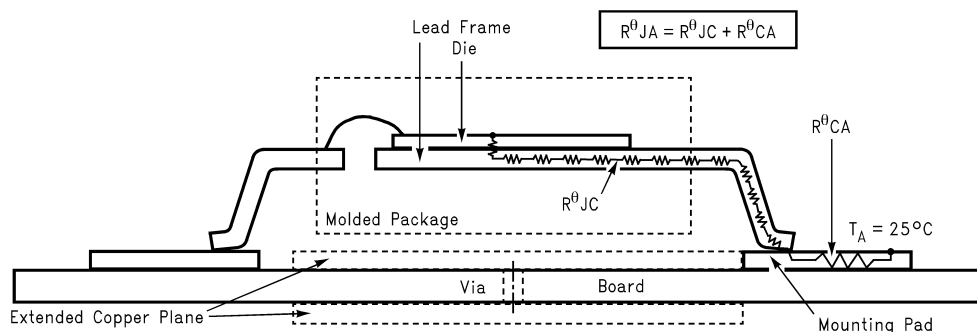 Lead Frame
Die
RθJA = RθJC + RθCA
RθCA
RθJC
Molded Package
TA = 25°C
Via
Board
Extended Copper Plane
Mounting Pad